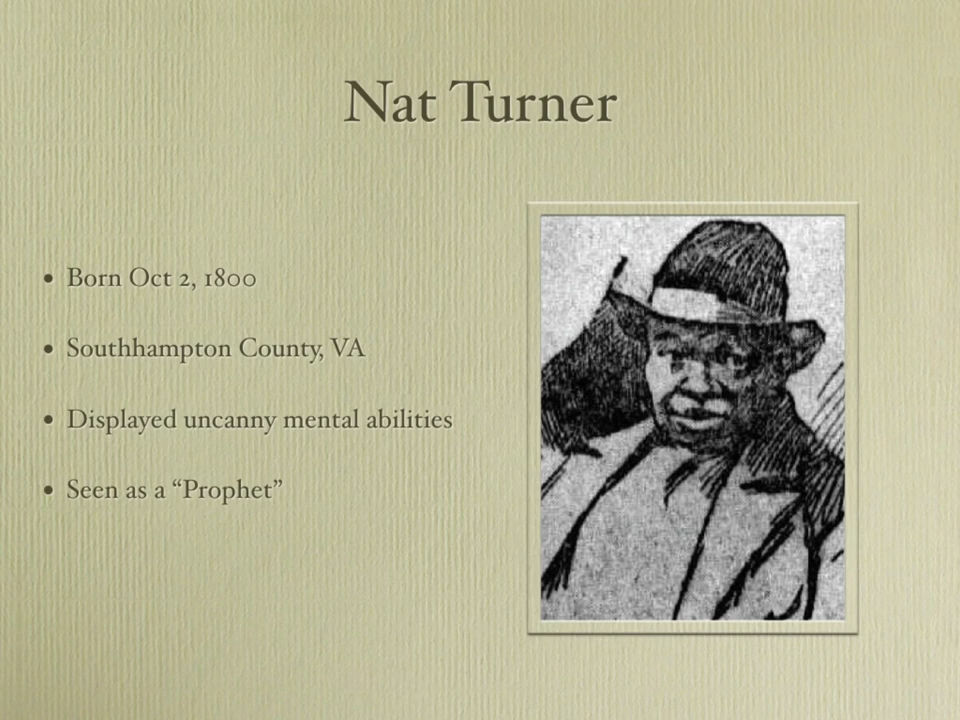 Nat Turner
• Born Oct 2, 1800
• Southhampton County, VA
• Displayed uncanny mental abilities
• Seen as a “Prophet”